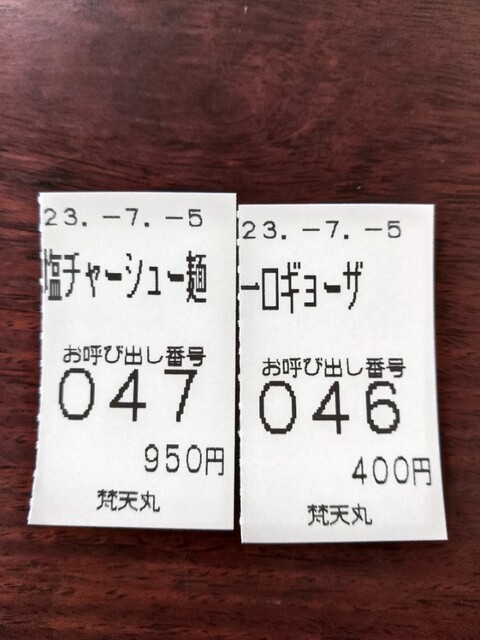 23.-7.-5
塩チャーシュー麺
お呼び出し番号
047
950円
梵天丸
23.-7.-5
一口ギョーザ
お呼び出し番号
046
400円
梵天丸